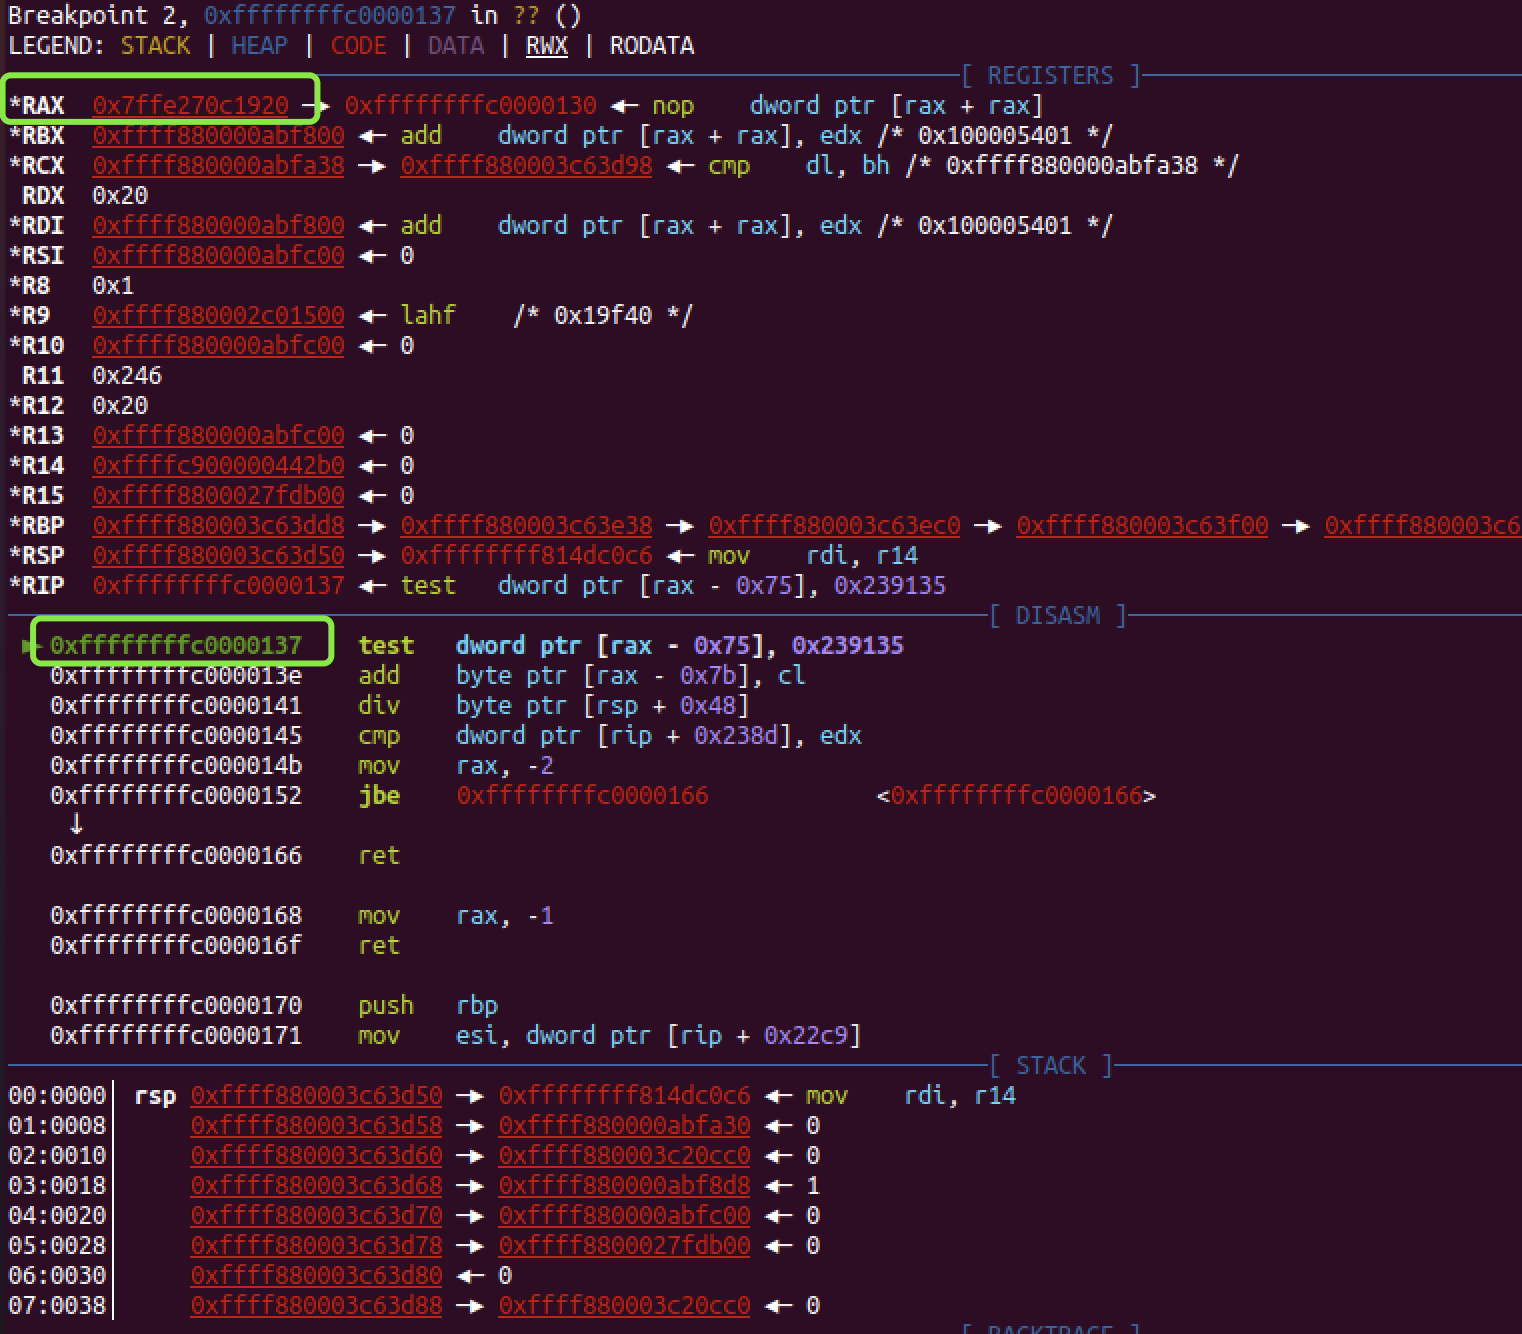 Breakpoint 2, 0xffffffffc0000137 in ?? ()
LEGEND: STACK | HEAP | CODE | DATA | RWX | RODATA
[ REGISTERS ]
*RAX 0x7ffe270c1920 → 0xffffffffc0000130 ← nop dword ptr [rax + rax]
*RBX 0xffff880000abf800 ← add dword ptr [rax + rax], edx /* 0x100005401 */
*RCX 0xffff880000abfa38 → 0xffff880003c63d98 ← cmp dl, bh /* 0xffff880000abfa38 */
RDX 0x20
*RDI 0xffff880000abf800 ← add dword ptr [rax + rax], edx /* 0x100005401 */
*RSI 0xffff880000abfc00 ← 0
*R8 0x1
*R9 0xffff880002c01500 ← lahf /* 0x19f40 */
*R10 0xffff880000abfc00 ← 0
R11 0x246
*R12 0x20
*R13 0xffff880000abfc00 ← 0
*R14 0xffffc900000442b0 ← 0
*R15 0xffff8800027fdb00 ← 0
*RBP 0xffff880003c63dd8 → 0xffff880003c63e38 → 0xffff880003c63ec0 → 0xffff880003c63f00 → 0xffff880003c6
*RSP 0xffff880003c63d50 → 0xffffffff814dc0c6 ← mov rdi, r14
*RIP 0xffffffffc0000137 ← test dword ptr [rax - 0x75], 0x239135
[ DISASM ]
► 0xffffffffc0000137 test dword ptr [rax - 0x75], 0x239135
0xffffffffc000013e add byte ptr [rax - 0x7b], cl
0xffffffffc0000141 div byte ptr [rsp + 0x48]
0xffffffffc0000145 cmp dword ptr [rip + 0x238d], edx
0xffffffffc000014b mov rax, -2
0xffffffffc0000152 jbe 0xffffffffc0000166 <0xffffffffc0000166>
↓
0xffffffffc0000166 ret
0xffffffffc0000168 mov rax, -1
0xffffffffc000016f ret
0xffffffffc0000170 push rbp
0xffffffffc0000171 mov esi, dword ptr [rip + 0x22c9]
[ STACK ]
00:0000│ rsp 0xffff880003c63d50 → 0xffffffff814dc0c6 ← mov rdi, r14
01:0008│ 0xffff880003c63d58 → 0xffff880000abfa30 ← 0
02:0010│ 0xffff880003c63d60 → 0xffff880003c20cc0 ← 0
03:0018│ 0xffff880003c63d68 → 0xffff880000abf8d8 ← 1
04:0020│ 0xffff880003c63d70 → 0xffff880000abfc00 ← 0
05:0028│ 0xffff880003c63d78 → 0xffff8800027fdb00 ← 0
06:0030│ 0xffff880003c63d80 ← 0
07:0038│ 0xffff880003c63d88 → 0xffff880003c20cc0 ← 0
[ BACKTRACE ]